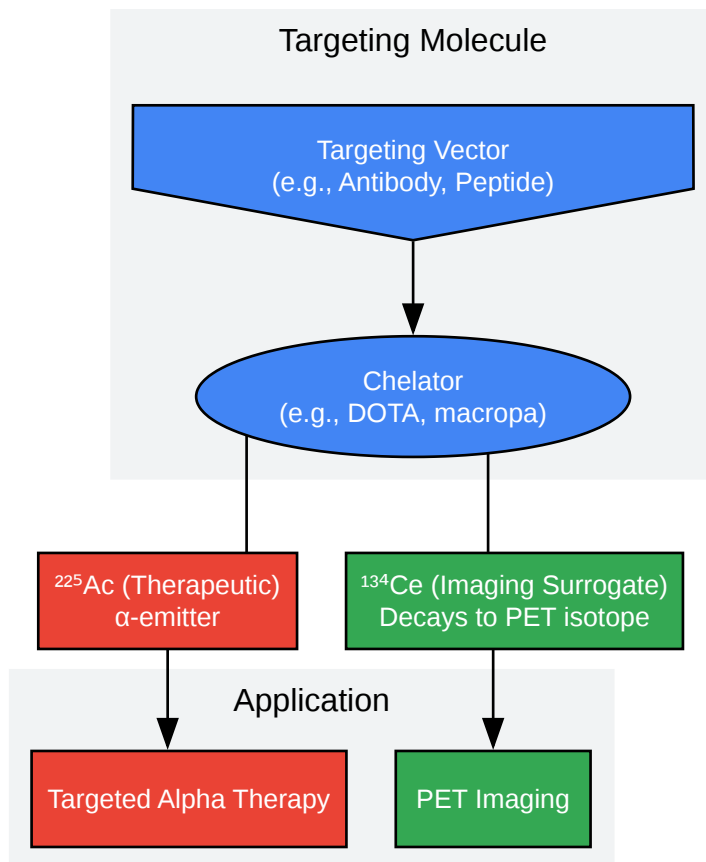 Targeting Molecule
Targeting Vector
(e.g., Antibody, Peptide)
Chelator
(e.g., DOTA, macropa)
²²⁵Ac (Therapeutic)
α-emitter
¹³⁴Ce (Imaging Surrogate)
Decays to PET isotope
Application
Targeted Alpha Therapy
PET Imaging